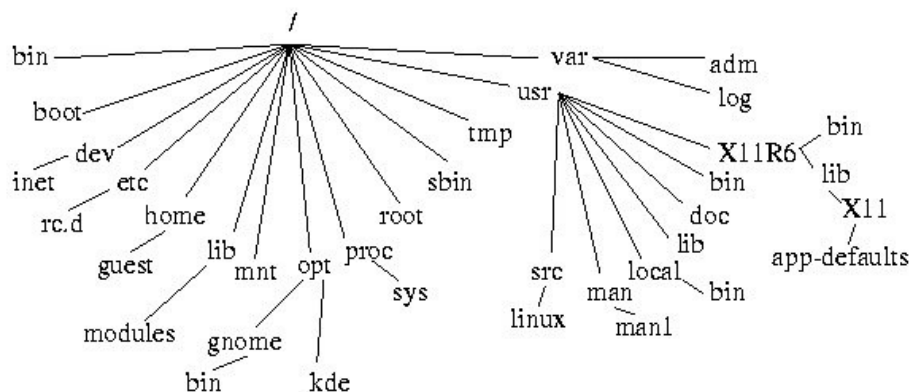 /
bin
var
adm
usr
log
boot
tmp
bin
dev
X11R6
inet
etc
sbin
bin
lib
rc.d
home
root
doc
X11
guest
lib
mnt
opt
proc
lib
app-defaults
sys
src
local
man
bin
linux
man1
modules
gnome
bin
kde